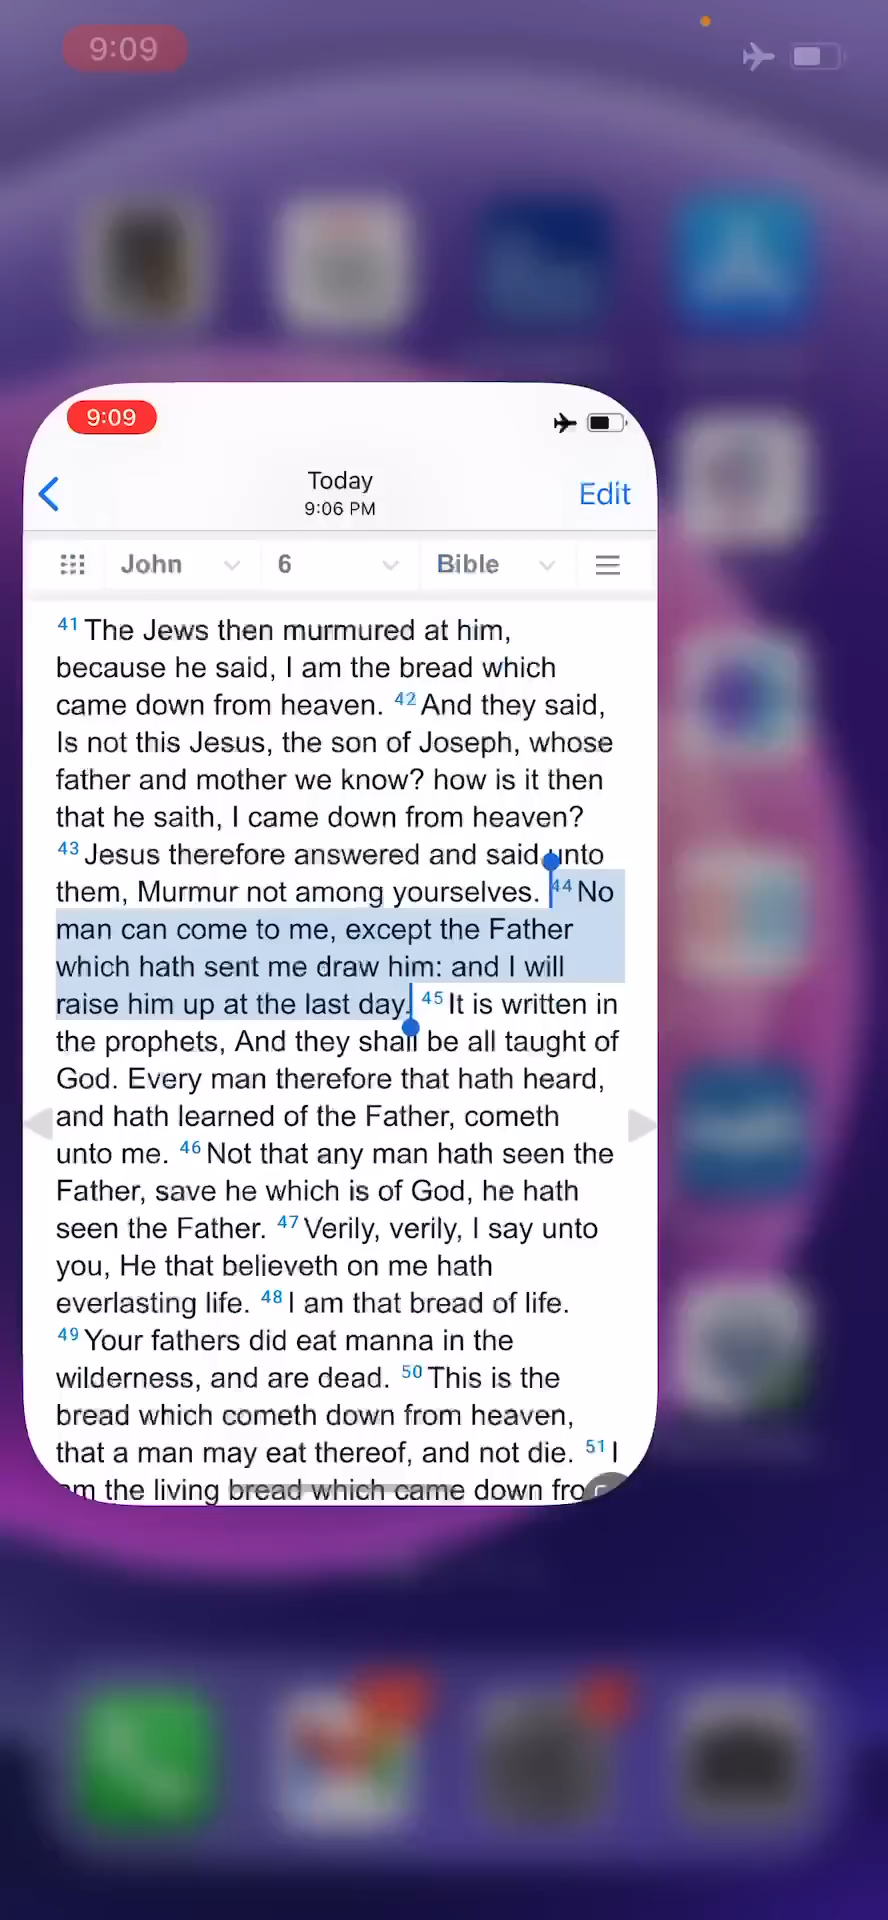 9:09
9:09
Today
9:06 PM
Edit
John
6
Bible
41 The Jews then murmured at him,
because he said, I am the bread which
came down from heaven. 42 And they said,
Is not this Jesus, the son of Joseph, whose
father and mother we know? how is it then
that he saith, I came down from heaven?
43 Jesus therefore answered and said unto
them, Murmur not among yourselves. 44 No
man can come to me, except the Father
which hath sent me draw him: and I will
raise him up at the last day. 45 It is written in
the prophets, And they shall be all taught of
God. Every man therefore that hath heard,
and hath learned of the Father, cometh
unto me. 46 Not that any man hath seen the
Father, save he which is of God, he hath
seen the Father. 47 Verily, verily, I say unto
you, He that believeth on me hath
everlasting life. 48 I am that bread of life.
49 Your fathers did eat manna in the
wilderness, and are dead. 50 This is the
bread which cometh down from heaven,
that a man may eat thereof, and not die. 51 I
am the living bread which came down fro